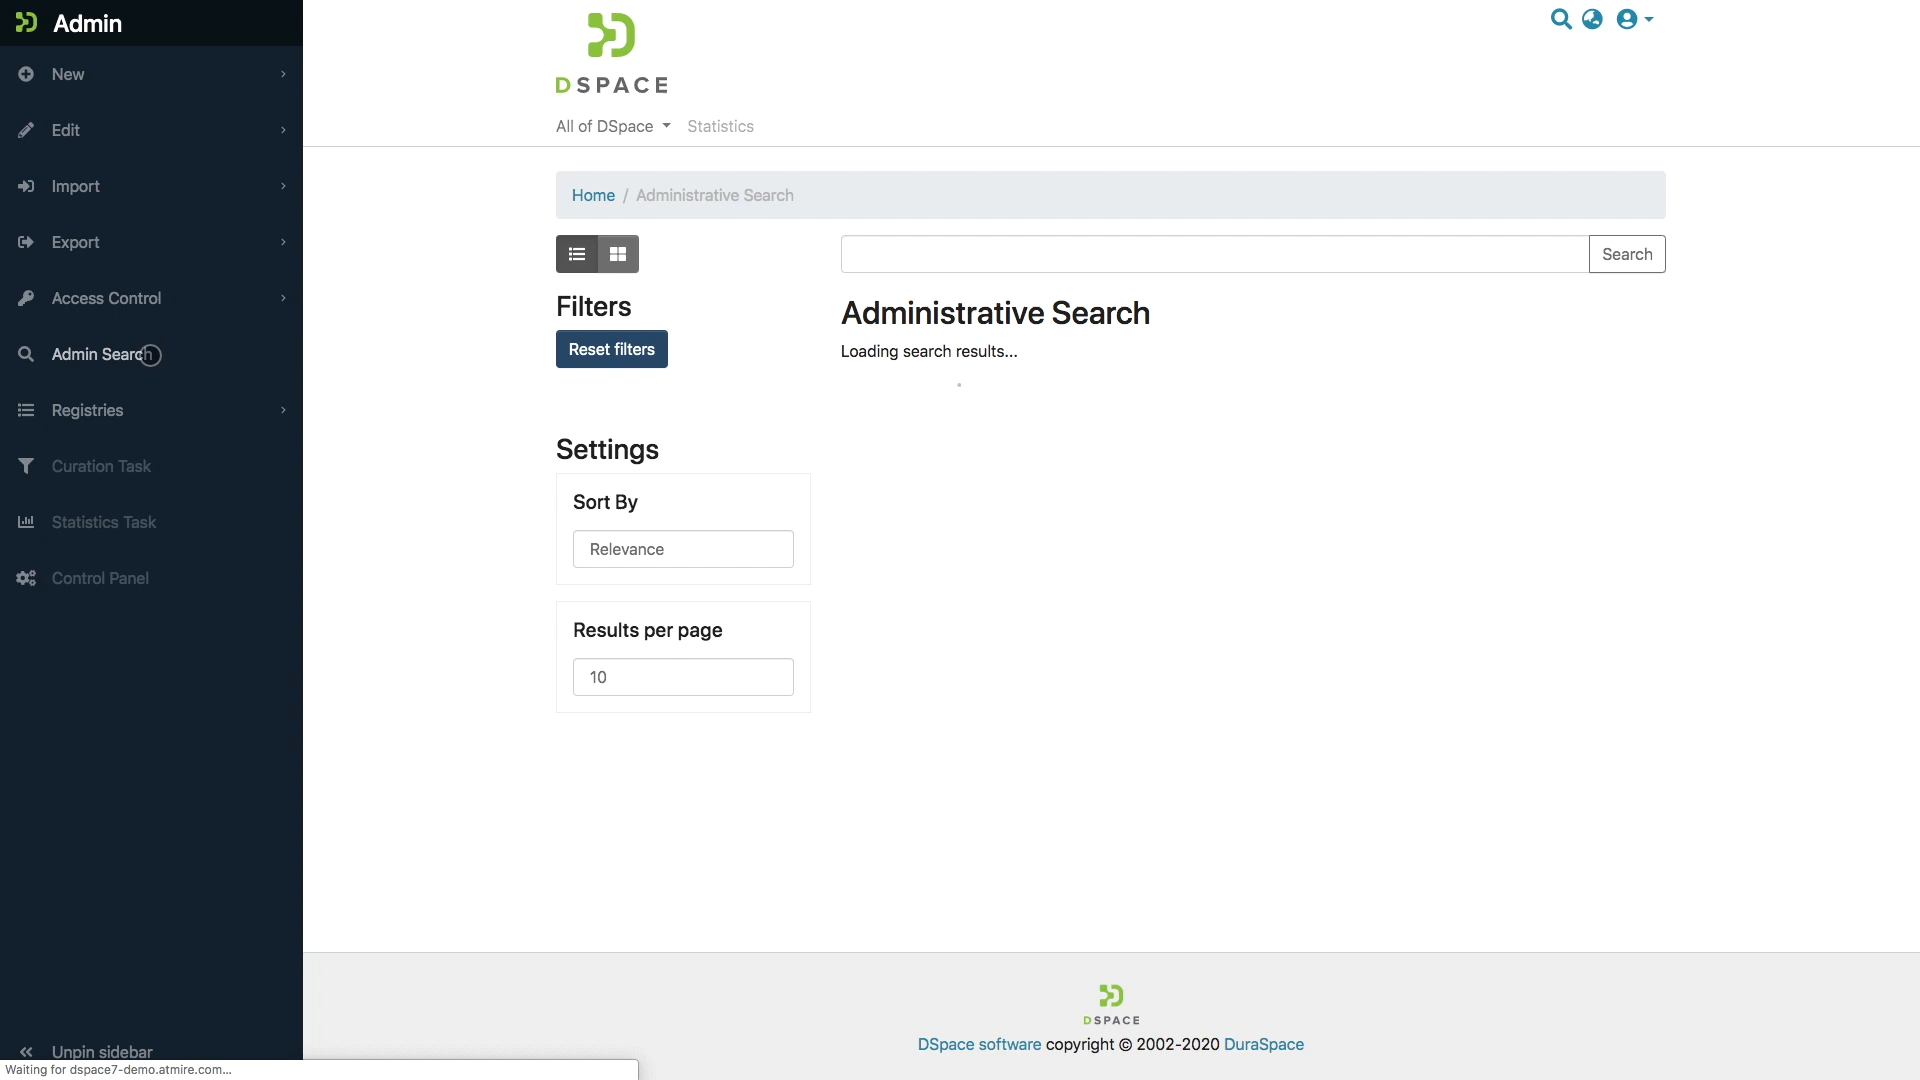 Admin
New
Edit
Import
Export
Access Control
Admin Search
Registries
Curation Task
Statistics Task
Control Panel
Unpin sidebar
Waiting for dspace7-demo.atmire.com...
DSPACE
All of DSpace
Statistics
Home / Administrative Search
Search
Filters
Reset filters
Administrative Search
Loading search results...
Settings
Sort By
Relevance
Results per page
10
DSPACE
DSpace software copyright © 2002-2020 DuraSpace